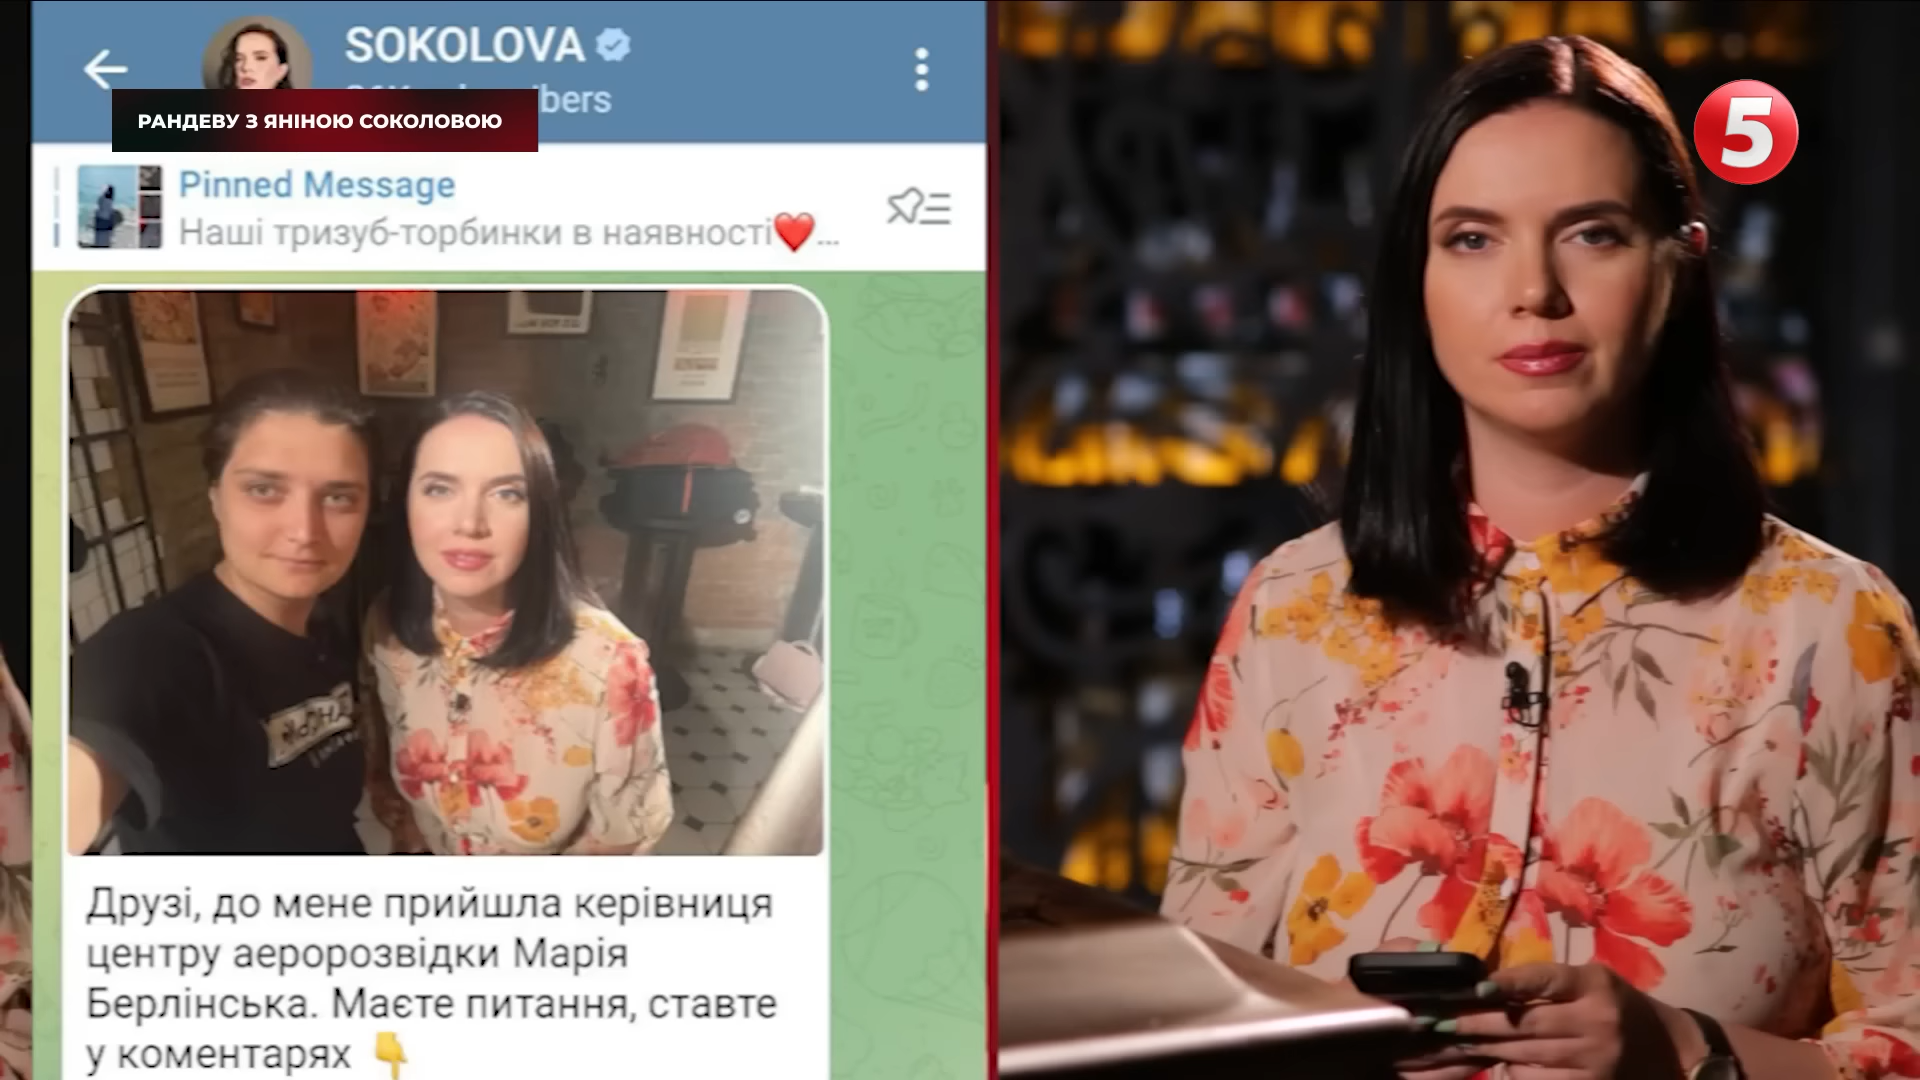 SOKOLOVA
РАНДЕВУ З ЯНІНОЮ СОКОЛОВОЮ
Pinned Message
Наші тризуб-торбинки в наявності❤️...
Друзі, до мене прийшла керівниця
центру аеророзвідки Марія
Берлінська. Маєте питання, ставте
у коментарях 👇
5